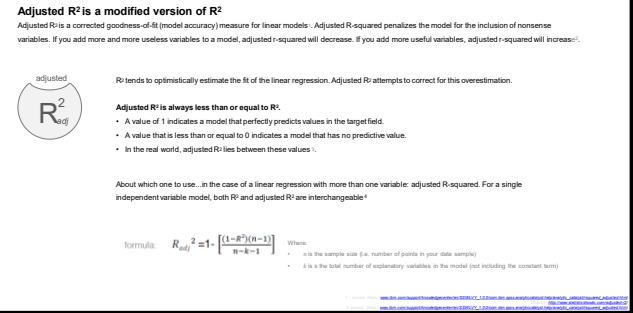 Adjusted R² is a modified version of R²
Adjusted R² is a corrected goodness-of-fit (model accuracy) measure for linear models¹. Adjusted R-squared penalizes the model for the inclusion of nonsense
variables. If you add more and more useless variables to a model, adjusted r-squared will decrease. If you add more useful variables, adjusted r-squared will increase².
adjusted
R² adj
R² tends to optimistically estimate the fit of the linear regression. Adjusted R² attempts to correct for this overestimation.
Adjusted R² is always less than or equal to R².
• A value of 1 indicates a model that perfectly predicts values in the target field.
• A value that is less than or equal to 0 indicates a model that has no predictive value.
• In the real world, adjusted R² lies between these values ³.
About which one to use...in the case of a linear regression with more than one variable: adjusted R-squared. For a single
independent variable model, both R² and adjusted R² are interchangeable⁴
formula: R_adj² =1- [(1−R²)(n−1) / n−k−1]
Where:
• n is the sample size (i.e. number of points in your data sample)
• k is s the total number of explanatory variables in the model (not including the constant term)